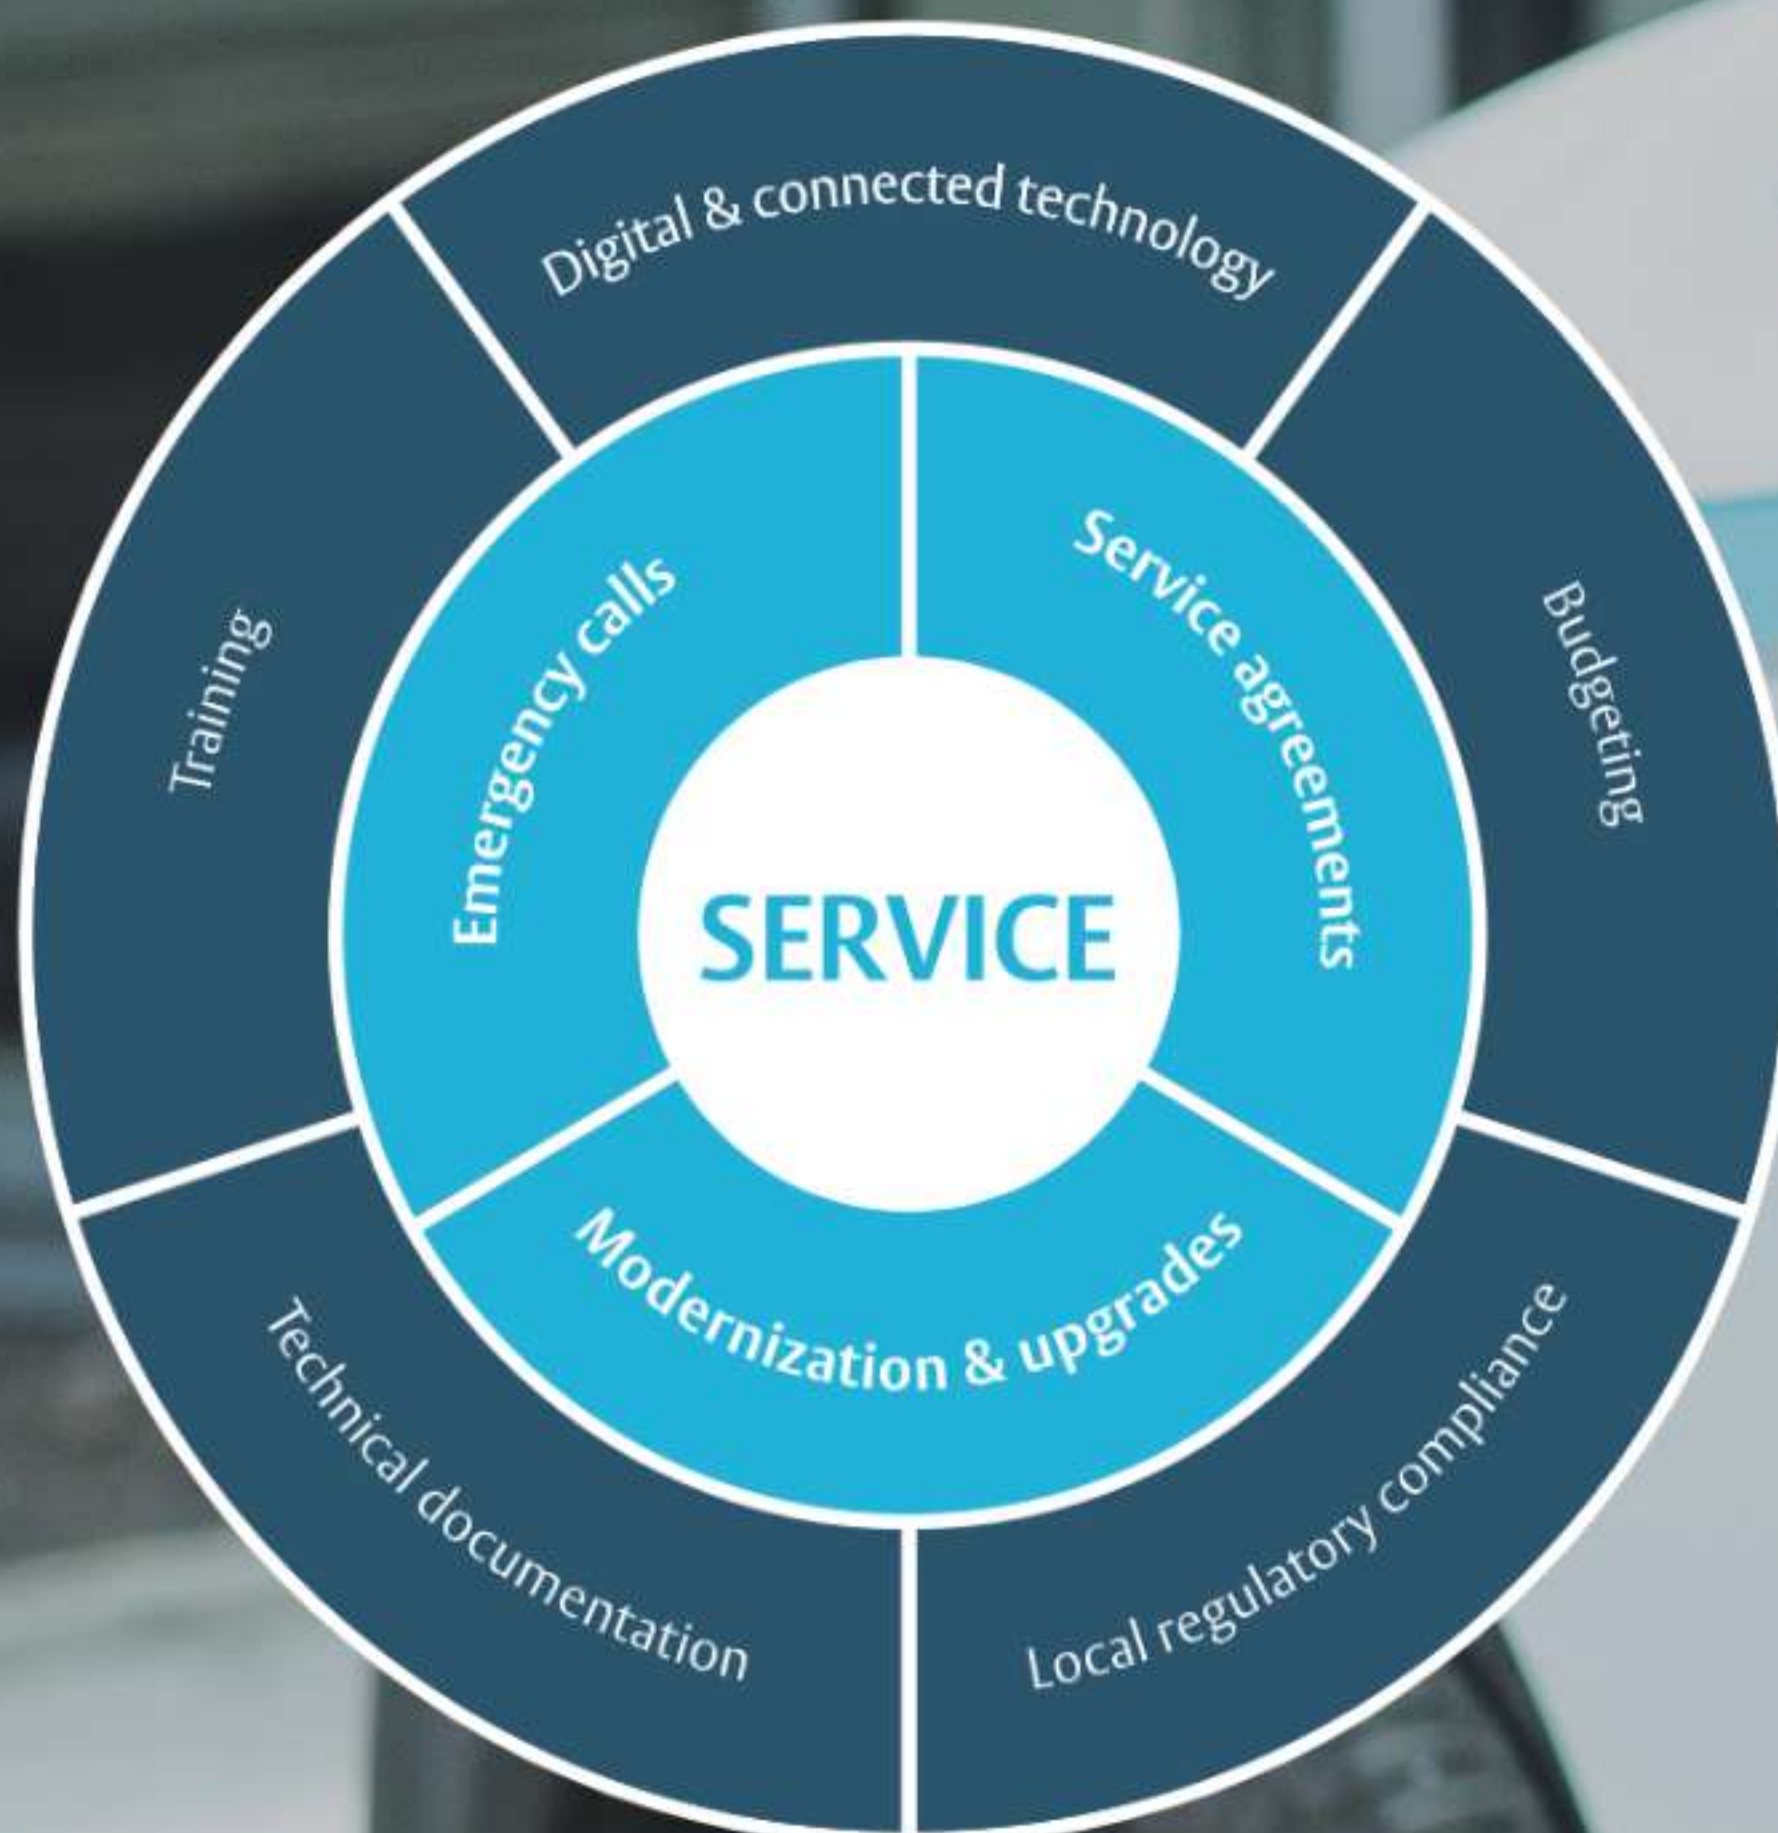 Digital & connected technology
Budgeting
Local regulatory compliance
Technical documentation
Training
Service agreements
Modernization & upgrades
Emergency calls
SERVICE